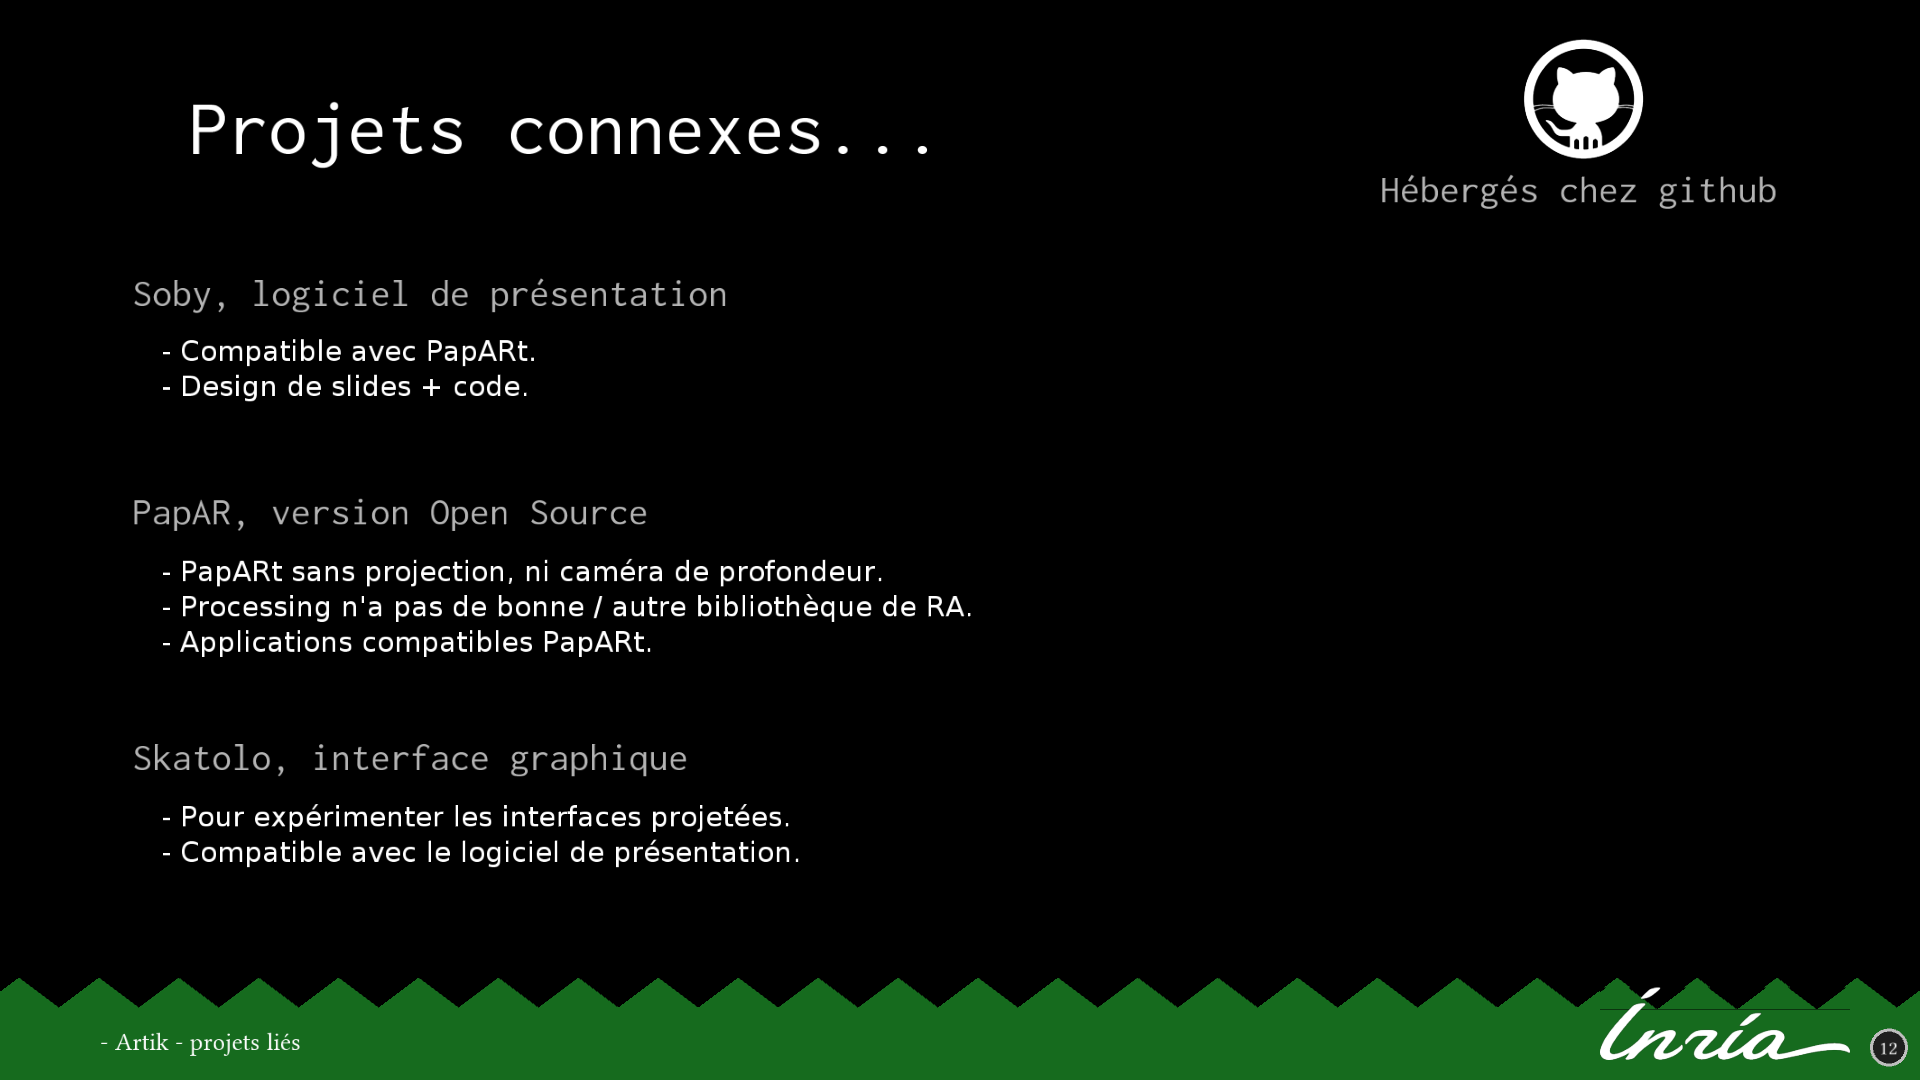 Projets connexes...
Hébergés chez github
Soby, logiciel de présentation
- Compatible avec PapARt.
- Design de slides + code.
PapAR, version Open Source
- PapARt sans projection, ni caméra de profondeur.
- Processing n'a pas de bonne / autre bibliothèque de RA.
- Applications compatibles PapARt.
Skatolo, interface graphique
- Pour expérimenter les interfaces projetées.
- Compatible avec le logiciel de présentation.
- Artik - projets liés
Inría
12